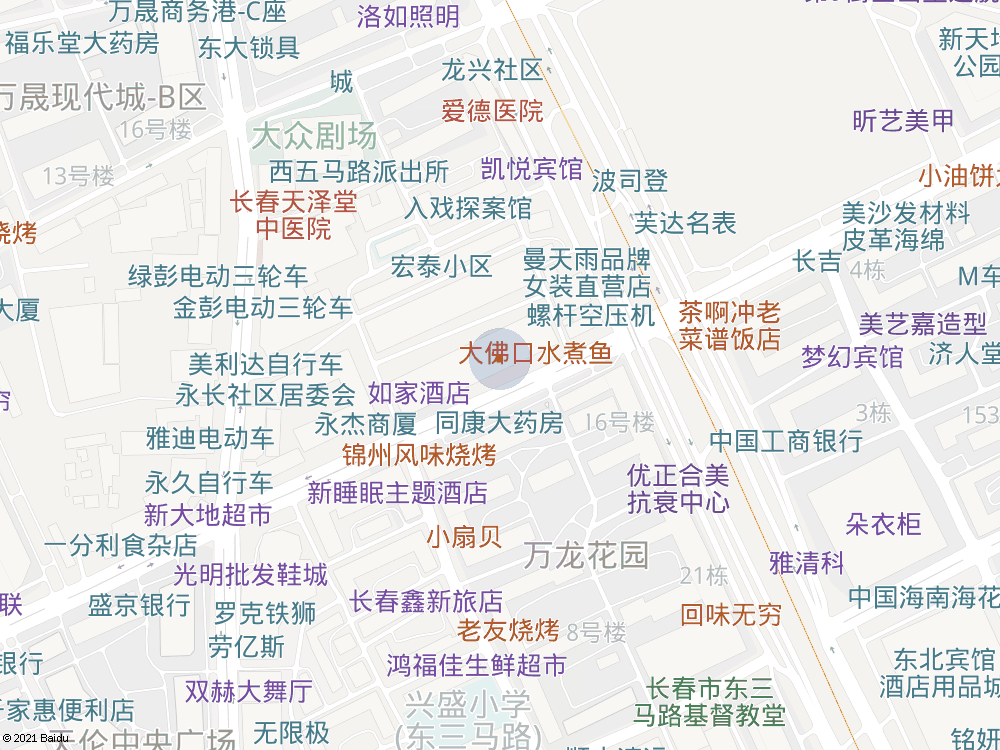 万晟商务港-C座
洛如照明
福乐堂大药房
东大锁具
新天地
公园
龙兴社区
城
万晟现代城-B区
爱德医院
16号楼
大众剧场
昕艺美甲
西五马路派出所
凯悦宾馆
波司登
13号楼
小油饼
长春天泽堂
中医院
入戏探案馆
芙达名表
美沙发材料
皮革海绵
烧烤
宏泰小区
曼天雨品牌
女装直营店
长吉
4栋
绿彭电动三轮车
M车
金彭电动三轮车
大厦
螺杆空压机
茶啊冲老
菜谱饭店
美艺嘉造型
大佛口水煮鱼
梦幻宾馆
济人堂
美利达自行车
永长社区居委会
如家酒店
3栋
153
永杰商厦
同康大药房
16号楼
雅迪电动车
中国工商银行
锦州风味烧烤
永久自行车
新睡眠主题酒店
优正合美
抗衰中心
新大地超市
朵衣柜
小扇贝
一分利食杂店
万龙花园
雅清科
光明批发鞋城
21栋
联
盛京银行
罗克铁狮
长春鑫新旅店
中国海南海花
回味无穷
劳亿斯
老友烧烤
8号楼
银行
鸿福佳生鲜超市
东北宾馆
酒店用品城
双赫大舞厅
长春市东三
马路基督教堂
兴盛小学
(东三马路)
家惠便利店
无限极
天伦中央广场
铭妍
© 2021 Baidu